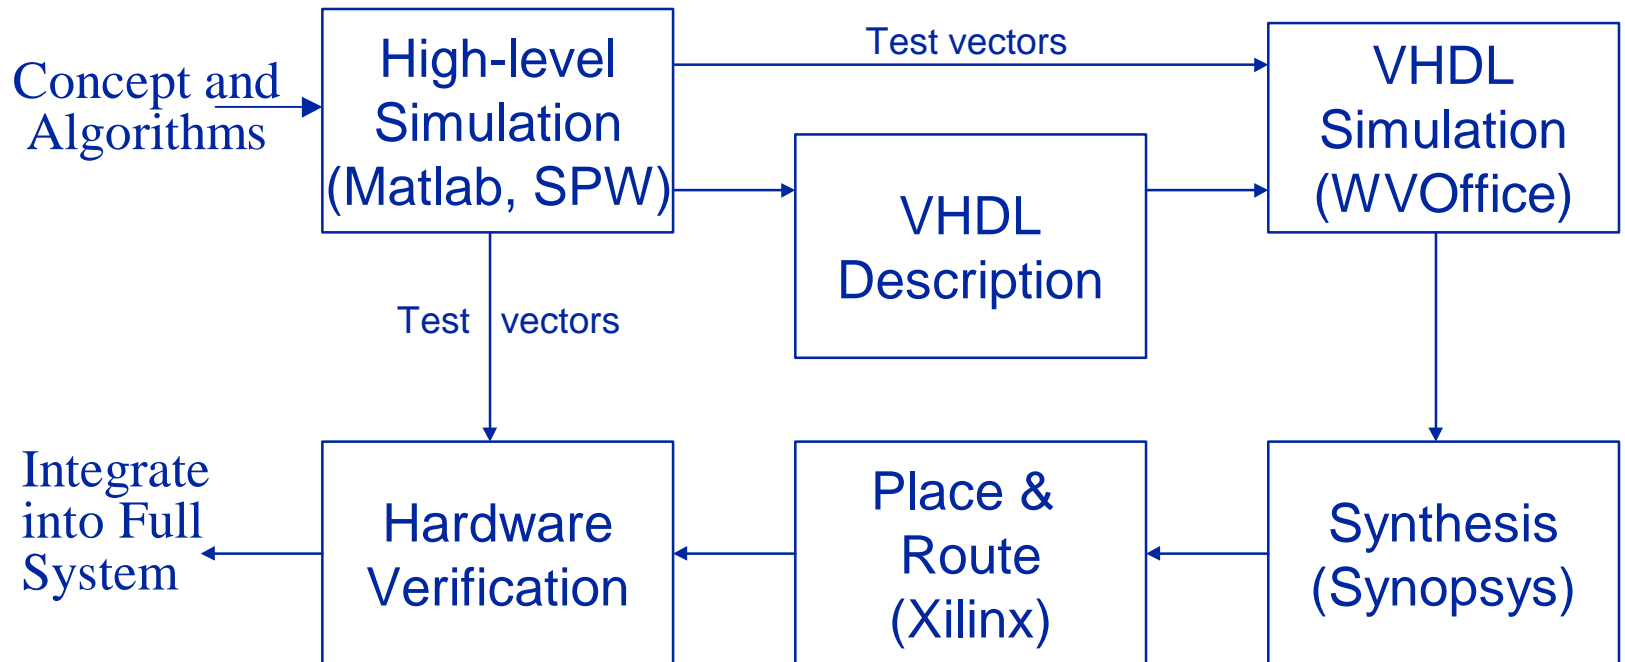 Concept and
Algorithms
High-level
Simulation
(Matlab, SPW)
Test vectors
VHDL
Simulation
(WVOffice)
VHDL
Description
Test vectors
Integrate
into Full
System
Hardware
Verification
Place &
Route
(Xilinx)
Synthesis
(Synopsys)